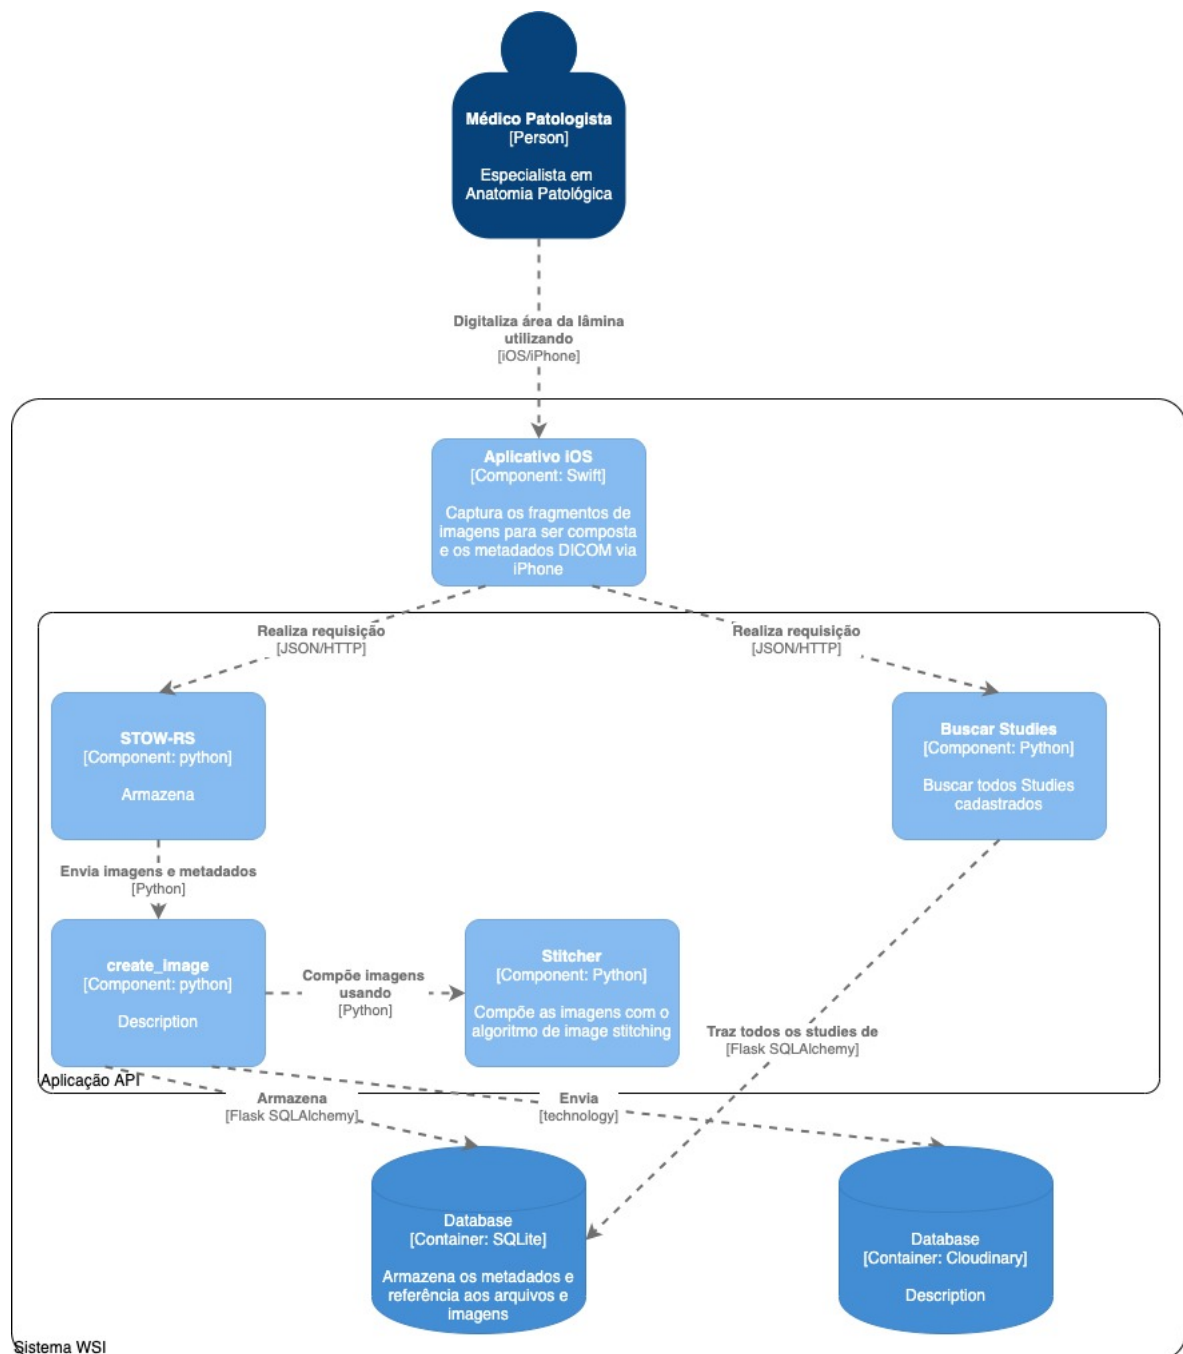 Médico Patologista
[Person]
Especialista em
Anatomia Patológica
Digitaliza área da lâmina
utilizando
[iOS/iPhone]
Aplicativo iOS
[Component: Swift]
Captura os fragmentos de
imagens para ser composta
e os metadados DICOM via
iPhone
Realiza requisição
[JSON/HTTP]
Realiza requisição
[JSON/HTTP]
STOW-RS
[Component: python]
Armazena
Buscar Studies
[Component: Python]
Buscar todos Studies
cadastrados
Envia imagens e metadados
[Python]
create_image
[Component: python]
Description
Compõe imagens
usando
[Python]
Stitcher
[Component: Python]
Compõe as imagens com o
algoritmo de image stitching
Traz todos os studies de
[Flask SQLAlchemy]
Aplicação API
Armazena
[Flask SQLAlchemy]
Envia
[technology]
Database
[Container: SQLite]
Armazena os metadados e
referência aos arquivos e
imagens
Database
[Container: Cloudinary]
Description
Sistema WSI